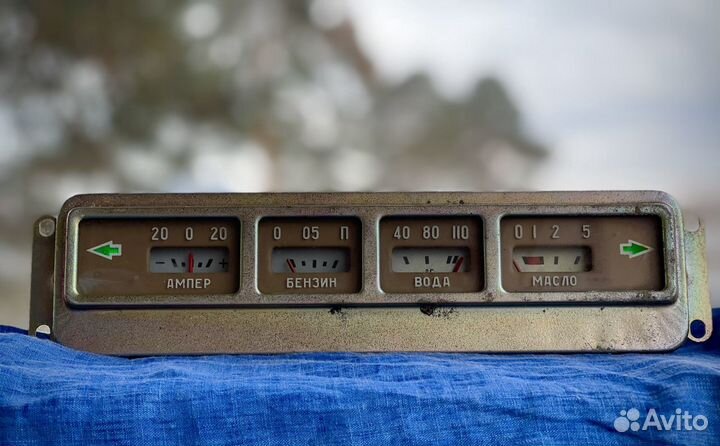 20 0 20
- +
АМПЕР
0 05 П
БЕНЗИН
40 80 110
°C
ВОДА
0 1 2 5
МАСЛО
Avito